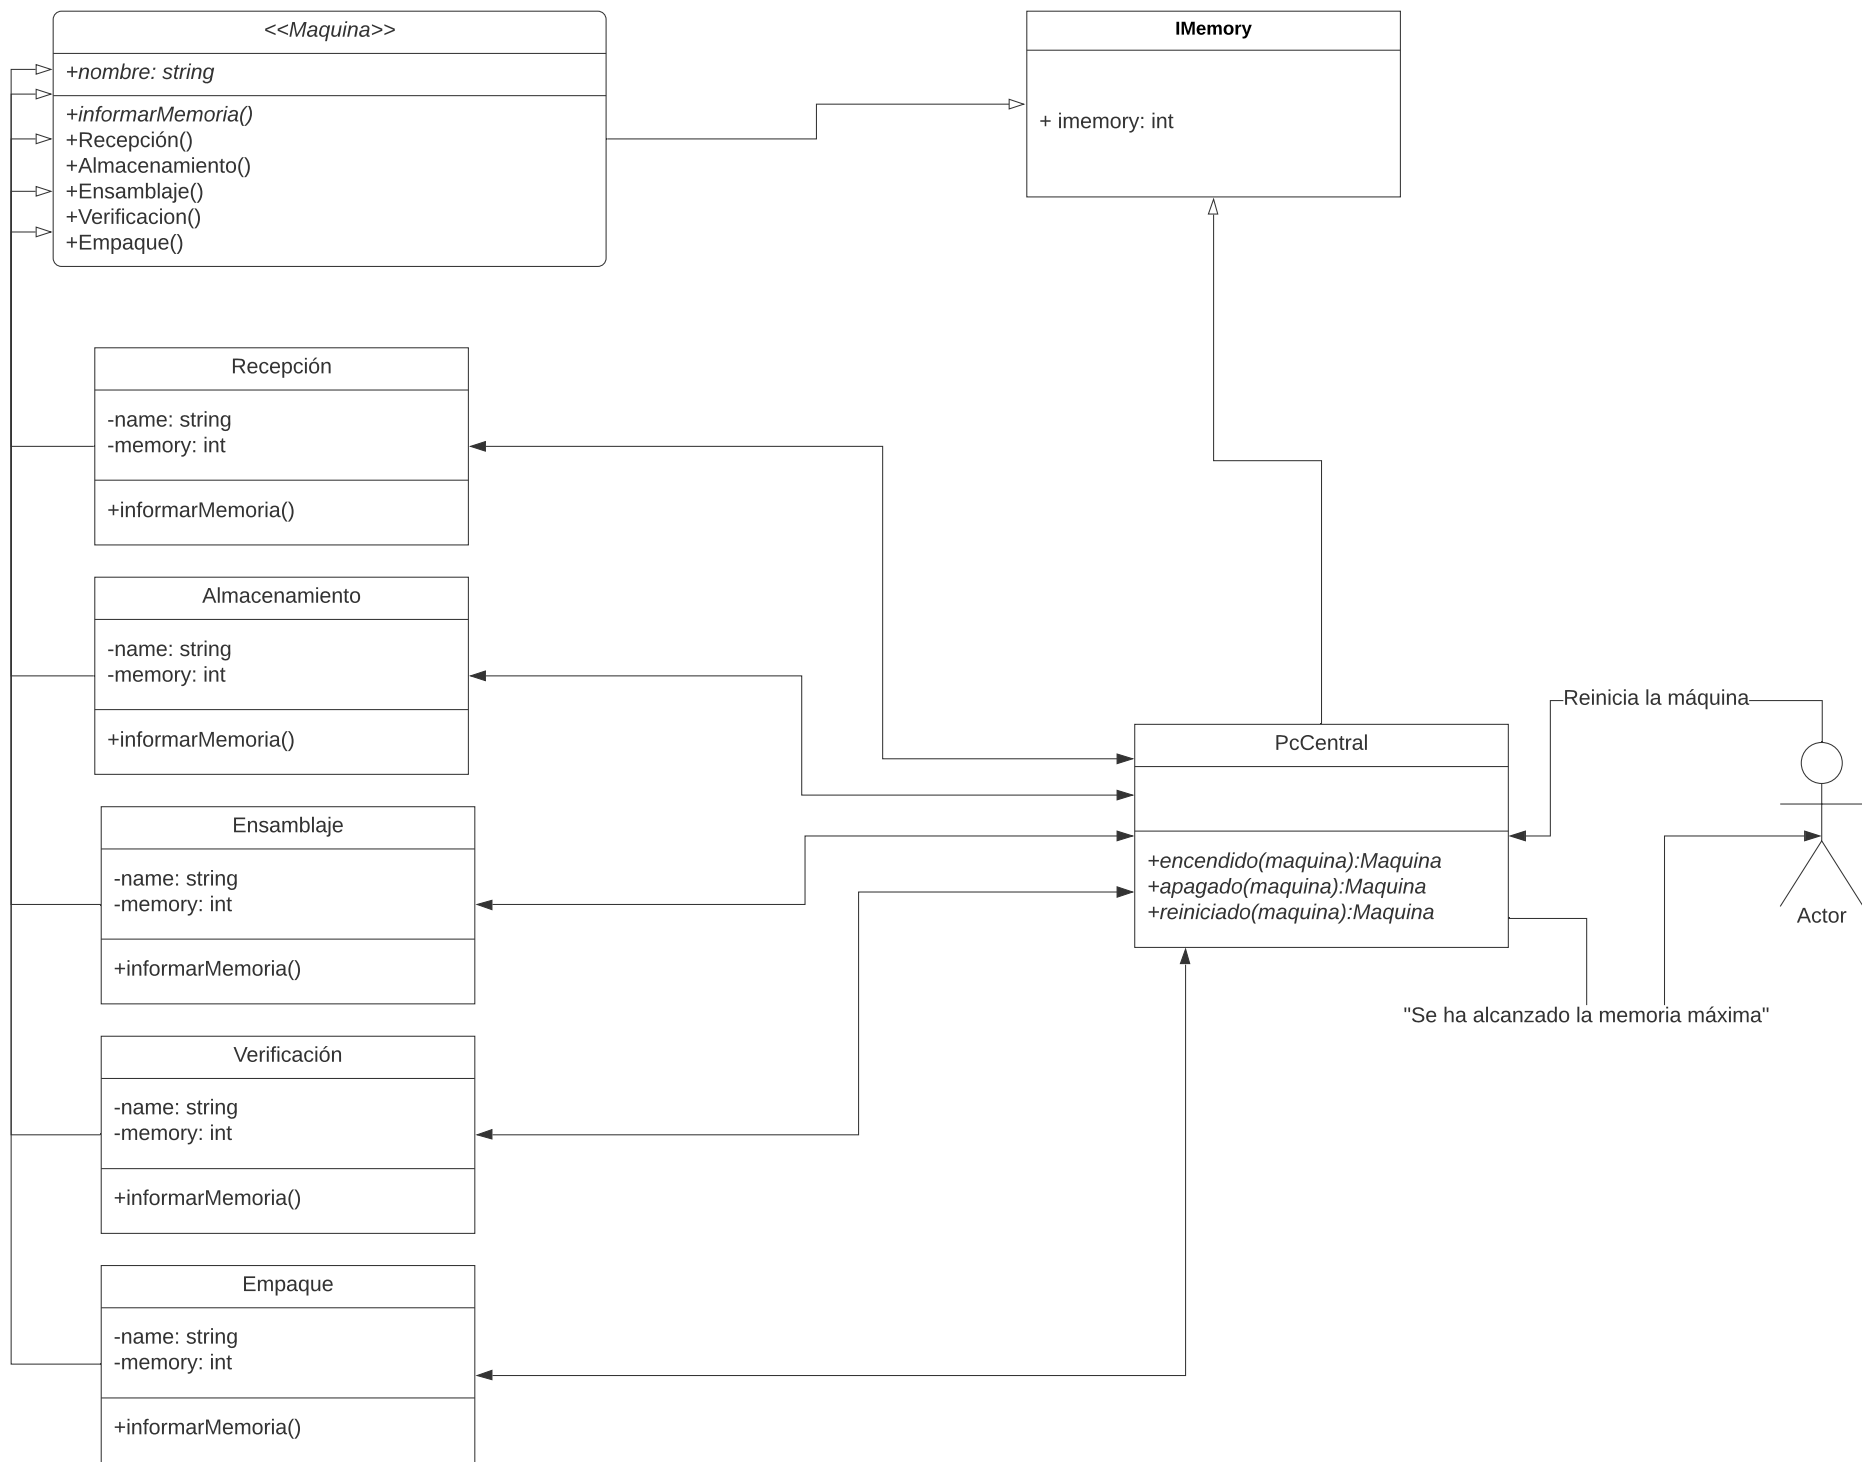 <<Maquina>>
+nombre: string
+informarMemoria()
+Recepción()
+Almacenamiento()
+Ensamblaje()
+Verificacion()
+Empaque()
IMemory
+ imemory: int
Recepción
-name: string
-memory: int
+informarMemoria()
Almacenamiento
-name: string
-memory: int
+informarMemoria()
Ensamblaje
-name: string
-memory: int
+informarMemoria()
Verificación
-name: string
-memory: int
+informarMemoria()
Empaque
-name: string
-memory: int
+informarMemoria()
PcCentral
+encendido(maquina):Maquina
+apagado(maquina):Maquina
+reiniciado(maquina):Maquina
Reinicia la máquina
Actor
"Se ha alcanzado la memoria máxima"